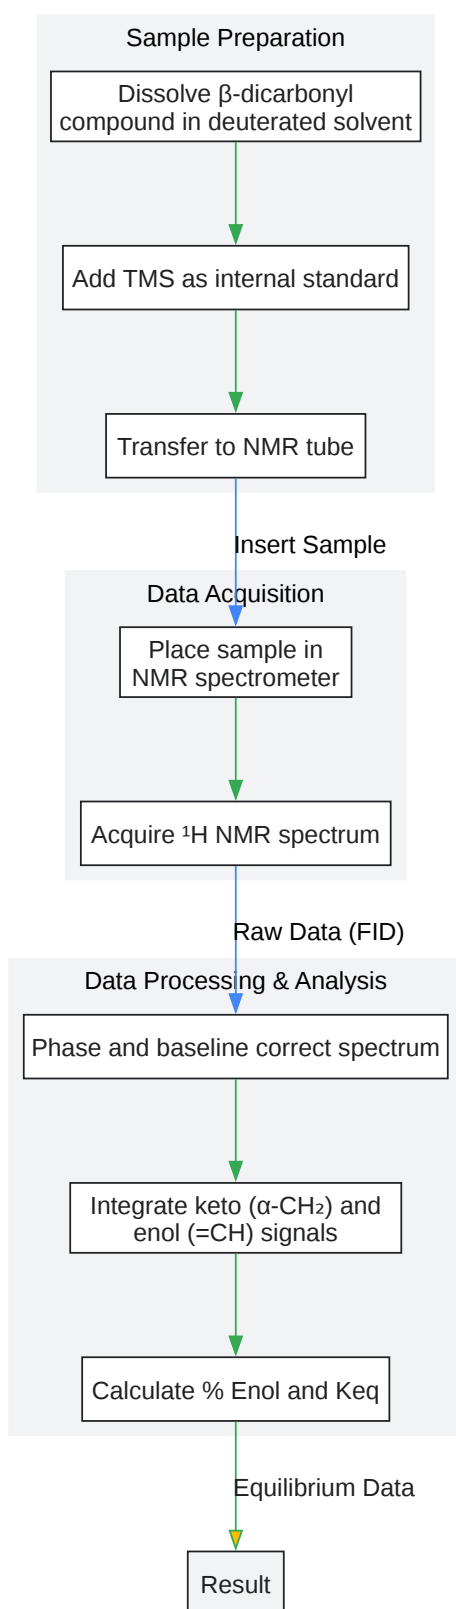 Sample Preparation
Dissolve β-dicarbonyl
compound in deuterated solvent
Add TMS as internal standard
Transfer to NMR tube
Insert Sample
Data Acquisition
Place sample in
NMR spectrometer
Acquire ¹H NMR spectrum
Raw Data (FID)
Data Processing & Analysis
Phase and baseline correct spectrum
Integrate keto (α-CH₂) and
enol (=CH) signals
Calculate % Enol and Keq
Equilibrium Data
Result